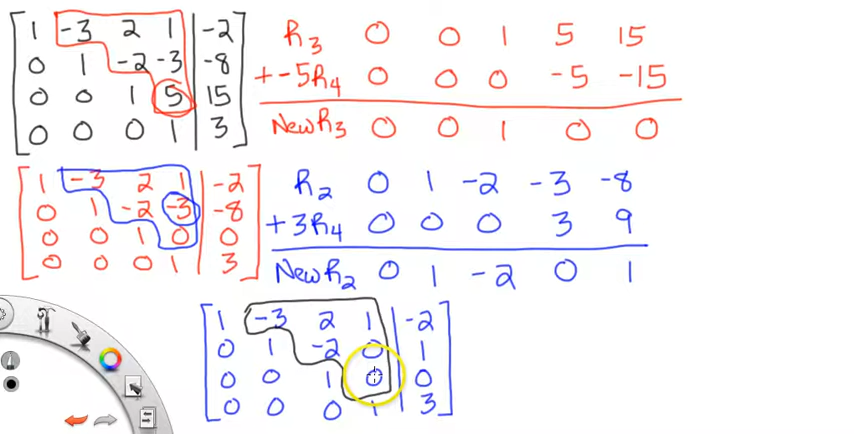 1 -3 2 1 | -2
0 1 -2 -3 | -8
0 0 1 5 | 15
0 0 0 1 | 3
R3 0 0 1 5 15
+-5R4 0 0 0 -5 -15
New R3 0 0 1 0 0
1 -3 2 1 | -2
0 1 -2 -3 | -8
0 0 1 0 | 0
0 0 0 1 | 3
R2 0 1 -2 -3 -8
+3R4 0 0 0 3 9
New R2 0 1 -2 0 1
1 -3 2 1 | -2
0 1 -2 0 | 1
0 0 1 0 | 0
0 0 0 1 | 3